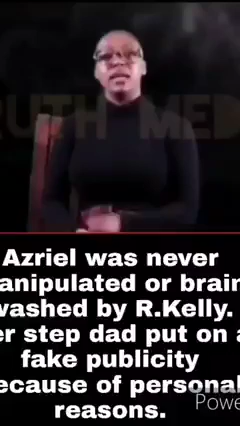 RUTH MED
Azriel was never
anipulated or brain
washed by R.Kelly.
er step dad put on a
fake publicity
ecause of personal
reasons.
Powe